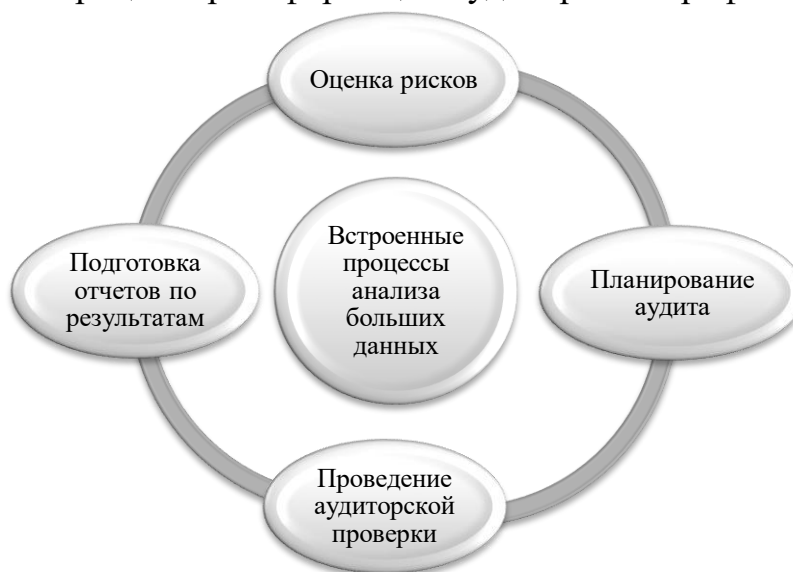 Оценка рисков
Встроенные
процессы
анализа
больших
данных
Подготовка
отчетов по
результатам
Планирование
аудита
Проведение
аудиторской
проверки